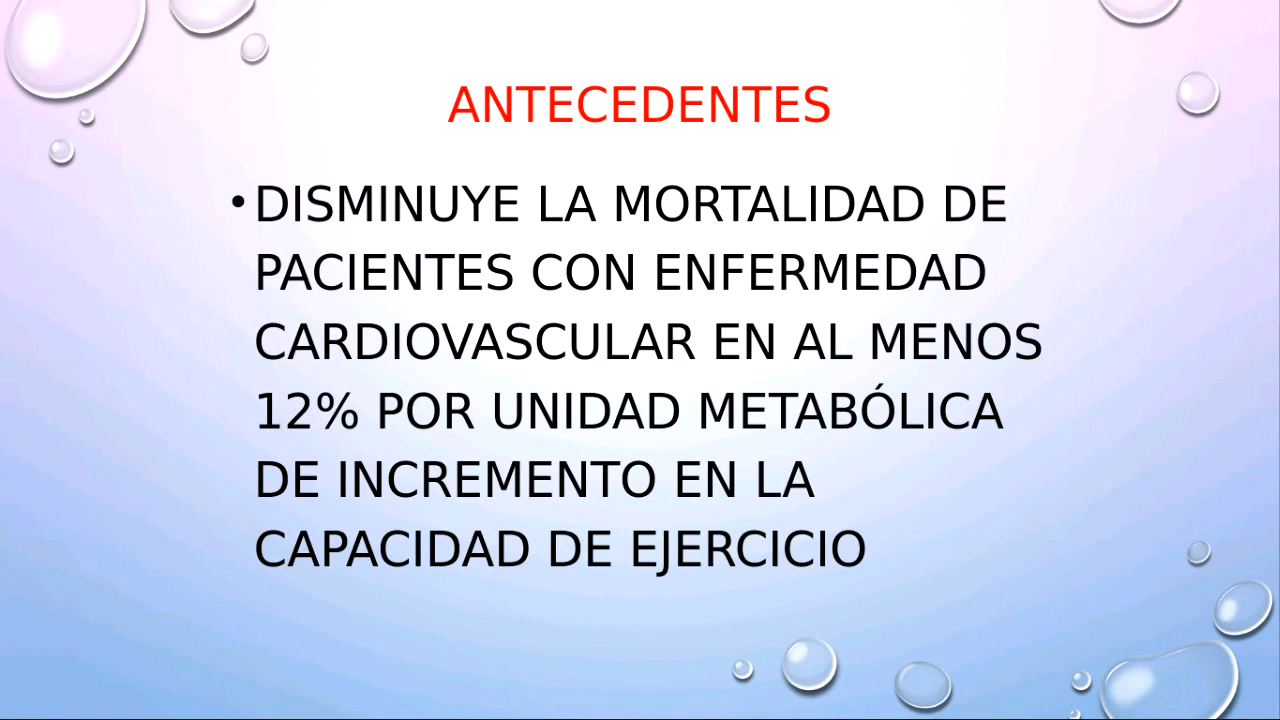 ANTECEDENTES
• DISMINUYE LA MORTALIDAD DE
PACIENTES CON ENFERMEDAD
CARDIOVASCULAR EN AL MENOS
12% POR UNIDAD METABÓLICA
DE INCREMENTO EN LA
CAPACIDAD DE EJERCICIO